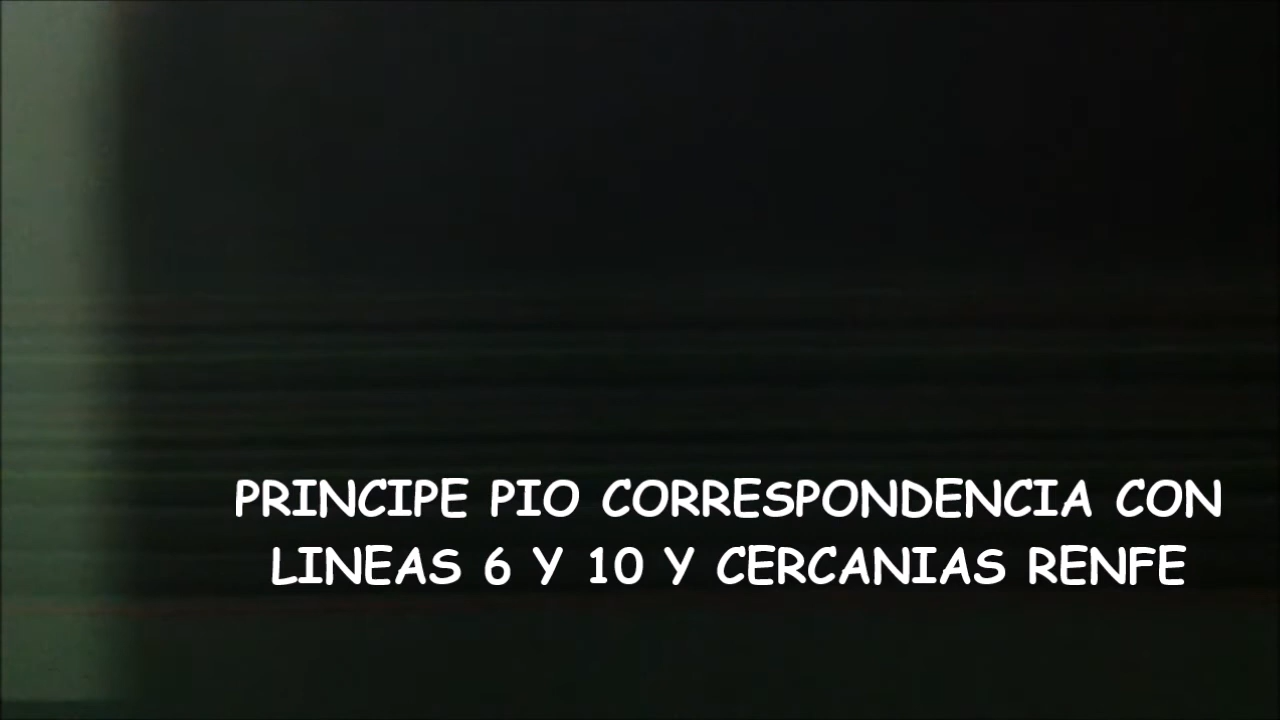 PRINCIPE PIO CORRESPONDENCIA CON
LINEAS 6 Y 10 Y CERCANIAS RENFE